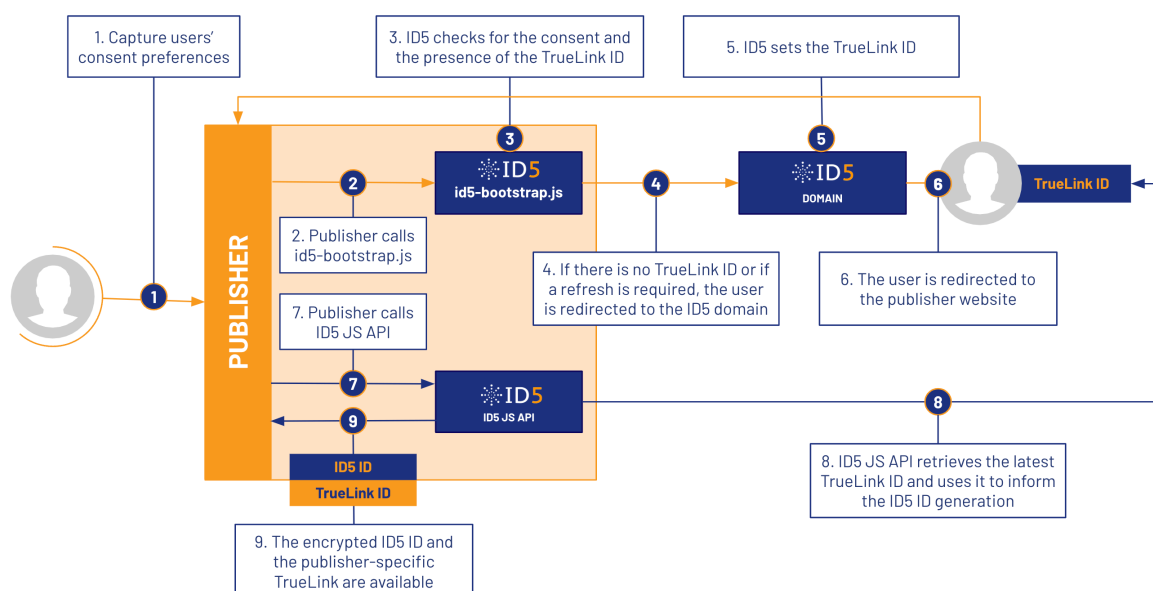 1. Capture users'
consent preferences
3. ID5 checks for the consent and
the presence of the TrueLink ID
5. ID5 sets the TrueLink ID
3
ID5
id5-bootstrap.js
5
ID5
DOMAIN
2
4
6
TrueLink ID
PUBLISHER
2. Publisher calls
id5-bootstrap.js
4. If there is no TrueLink ID or if
a refresh is required, the user
is redirected to the ID5 domain
6. The user is redirected to
the publisher website
1
7. Publisher calls
ID5 JS API
7
ID5
ID5 JS API
8
9
ID5 ID
TrueLink ID
8. ID5 JS API retrieves the latest
TrueLink ID and uses it to inform
the ID5 ID generation
9. The encrypted ID5 ID and
the publisher-specific
TrueLink are available